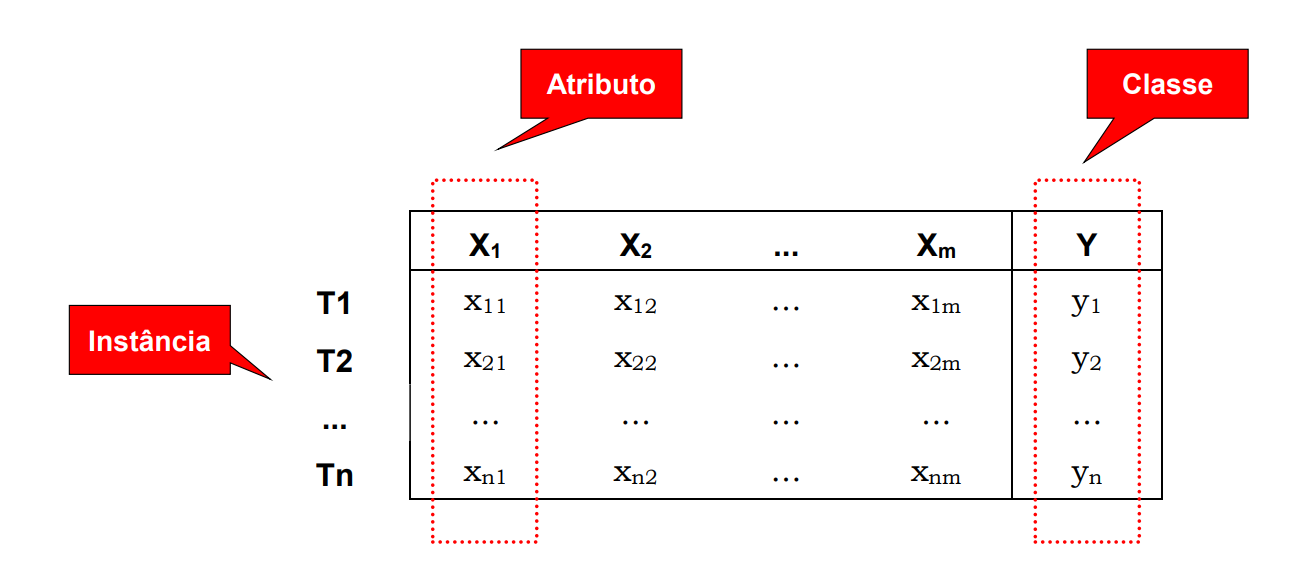 Atributo
Classe
X₁ X₂ ... Xₘ Y
T1 x₁₁ x₁₂ ... x₁ₘ y₁
Instância
T2 x₂₁ x₂₂ ... x₂ₘ y₂
... ... ... ... ... ...
Tn xₙ₁ xₙ₂ ... xₙₘ yₙ